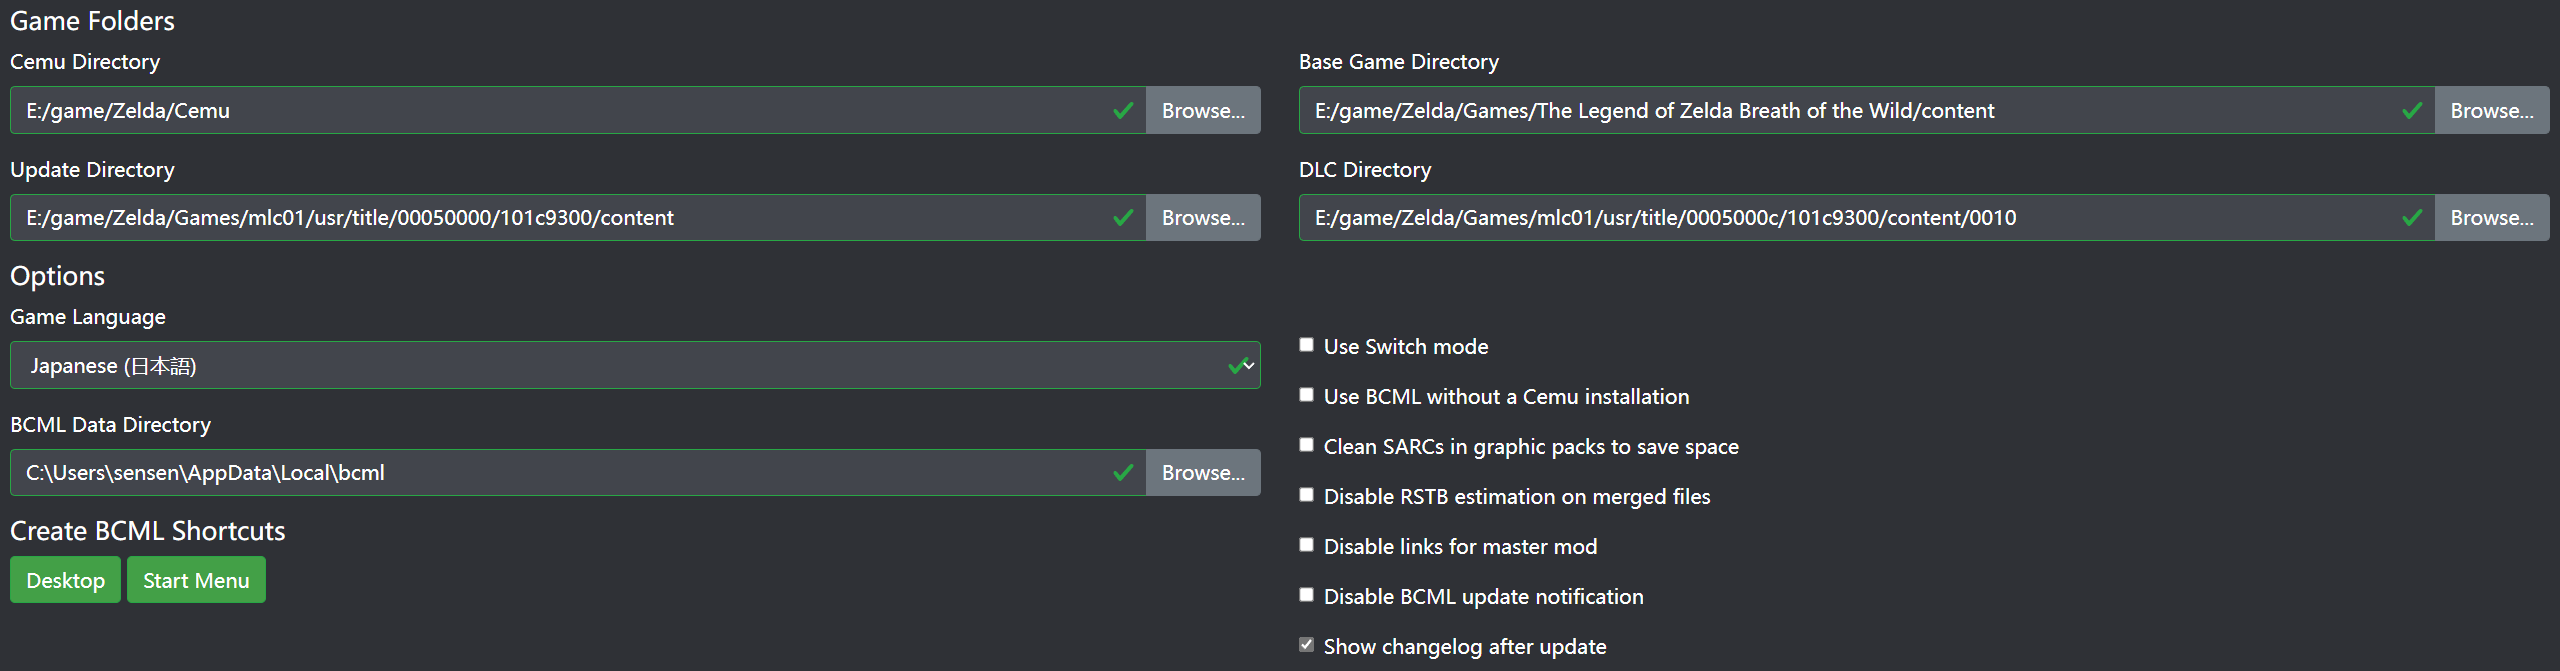 Game Folders
Cemu Directory
E:/game/Zelda/Cemu
Browse...
Base Game Directory
E:/game/Zelda/Games/The Legend of Zelda Breath of the Wild/content
Browse...
Update Directory
E:/game/Zelda/Games/mlc01/usr/title/00050000/101c9300/content
Browse...
DLC Directory
E:/game/Zelda/Games/mlc01/usr/title/0005000c/101c9300/content/0010
Browse...
Options
Game Language
Japanese (日本語)
BCML Data Directory
C:\Users\sensen\AppData\Local\bcml
Browse...
Create BCML Shortcuts
Desktop
Start Menu
Use Switch mode
Use BCML without a Cemu installation
Clean SARCs in graphic packs to save space
Disable RSTB estimation on merged files
Disable links for master mod
Disable BCML update notification
Show changelog after update